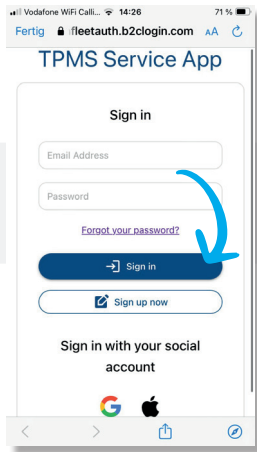 Vodafone WiFi Calli... 14:26 71 %
Fertig fleetauth.b2clogin.com AA
TPMS Service App
Sign in
Email Address
Password
Forgot your password?
Sign in
Sign up now
Sign in with your social
account